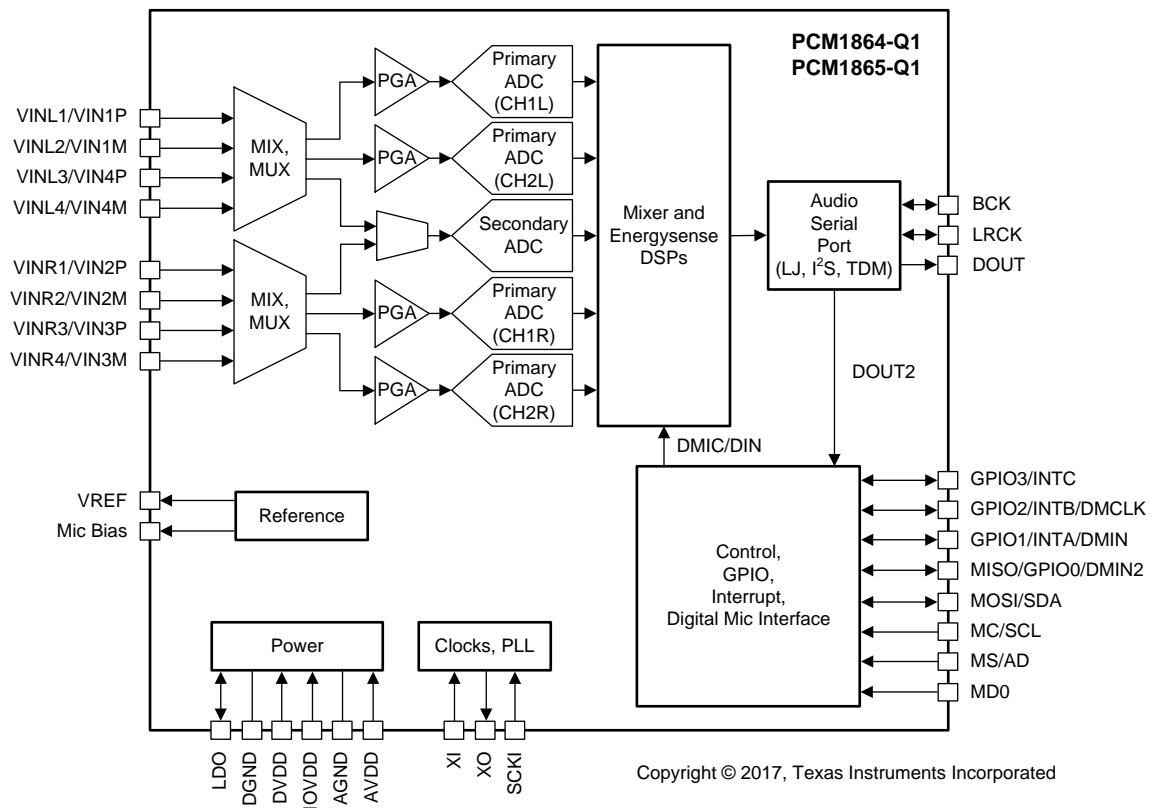 PCM1864-Q1
PCM1865-Q1
VINL1/VIN1P
VINL2/VIN1M
VINL3/VIN4P
VINL4/VIN4M
VINR1/VIN2P
VINR2/VIN2M
VINR3/VIN3P
VINR4/VIN3M
MIX,
MUX
MIX,
MUX
PGA
Primary
ADC
(CH1L)
PGA
Primary
ADC
(CH2L)
Secondary
ADC
PGA
Primary
ADC
(CH1R)
PGA
Primary
ADC
(CH2R)
Mixer and
Energysense
DSPs
Audio
Serial
Port
(LJ, I²S, TDM)
BCK
LRCK
DOUT
DOUT2
DMIC/DIN
VREF
Mic Bias
Reference
Control,
GPIO,
Interrupt,
Digital Mic Interface
GPIO3/INTC
GPIO2/INTB/DMCLK
GPIO1/INTA/DMIN
MISO/GPIO0/DMIN2
MOSI/SDA
MC/SCL
MS/AD
MD0
Power
Clocks, PLL
LDO
DGND
DVDD
IOVDD
AGND
AVDD
XI
XO
SCKI
Copyright © 2017, Texas Instruments Incorporated